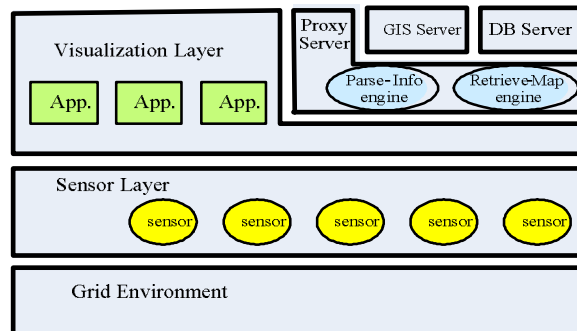 Visualization Layer
App.
App.
App.
Proxy
Server
GIS Server
DB Server
Parse-Info
engine
Retrieve-Map
engine
Sensor Layer
sensor
sensor
sensor
sensor
sensor
Grid Environment